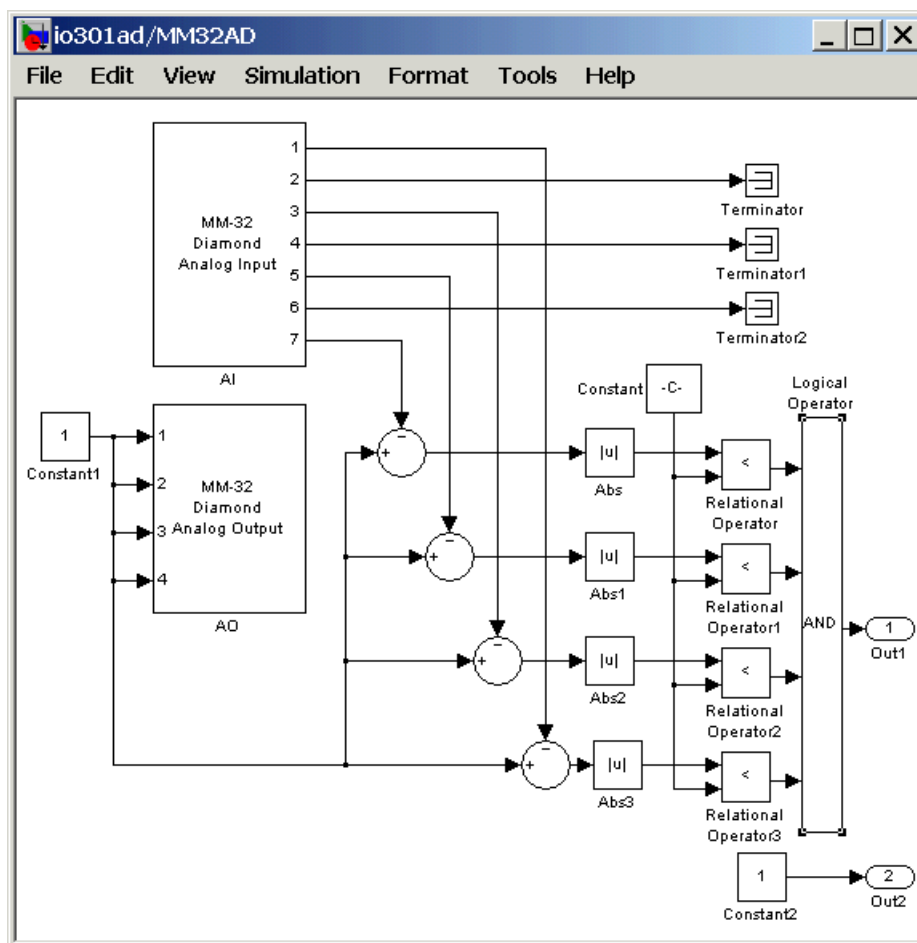 io301ad/MM32AD
File Edit View Simulation Format Tools Help
1
2
3
4
5
6
7
MM-32
Diamond
Analog Input
AI
Terminator
Terminator1
Terminator2
Constant
-C-
Logical
Operator
1
Constant1
1
2
3
4
MM-32
Diamond
Analog Output
AO
−
+
|u|
Abs
<
Relational
Operator
−
+
|u|
Abs1
<
Relational
Operator1
AND
1
Out1
−
+
|u|
Abs2
<
Relational
Operator2
−
+
|u|
Abs3
<
Relational
Operator3
1
Constant2
2
Out2